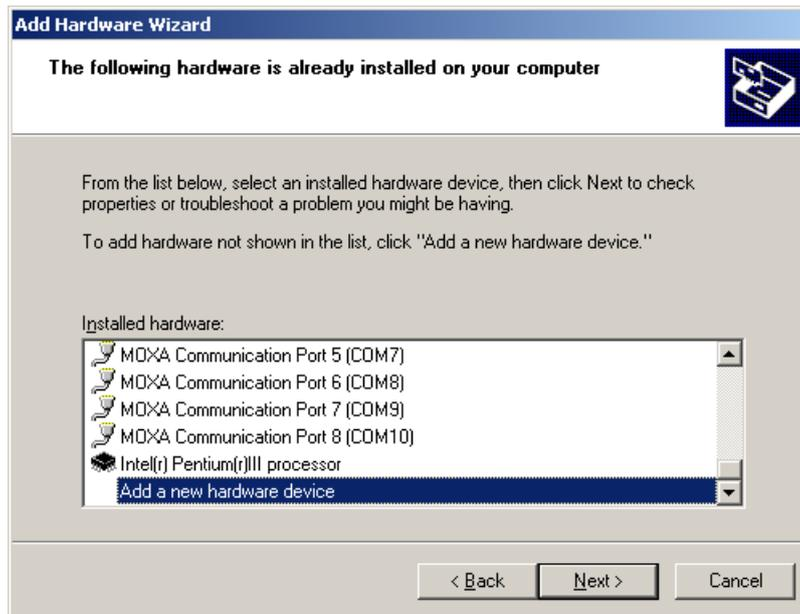 Add Hardware Wizard
The following hardware is already installed on your computer
From the list below, select an installed hardware device, then click Next to check
properties or troubleshoot a problem you might be having.
To add hardware not shown in the list, click "Add a new hardware device."
Installed hardware:
MOXA Communication Port 5 (COM7)
MOXA Communication Port 6 (COM8)
MOXA Communication Port 7 (COM9)
MOXA Communication Port 8 (COM10)
Intel(r) Pentium(r)III processor
Add a new hardware device
< Back Next > Cancel